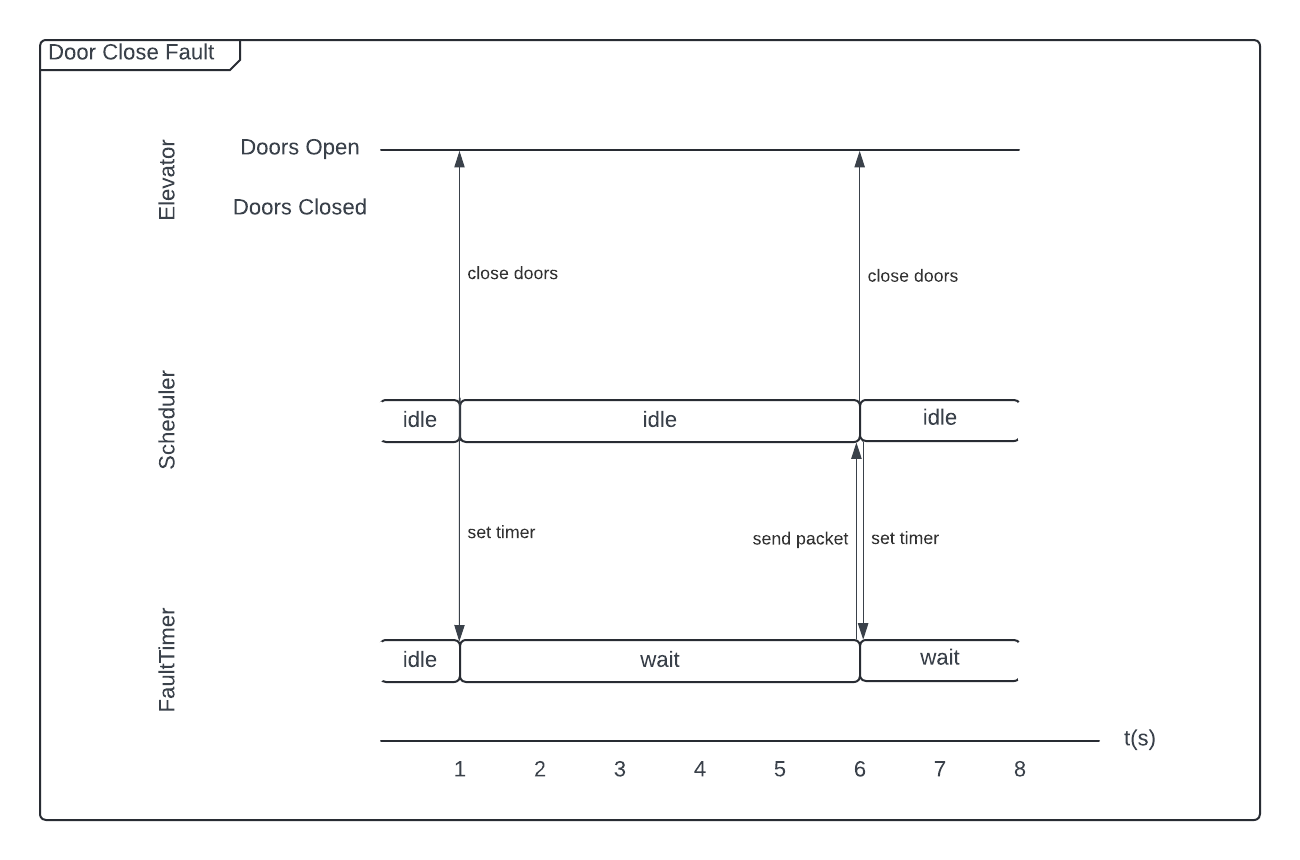 Door Close Fault
Elevator
Doors Open
Doors Closed
close doors
close doors
Scheduler
idle
idle
idle
set timer
send packet
set timer
FaultTimer
idle
wait
wait
t(s)
1 2 3 4 5 6 7 8